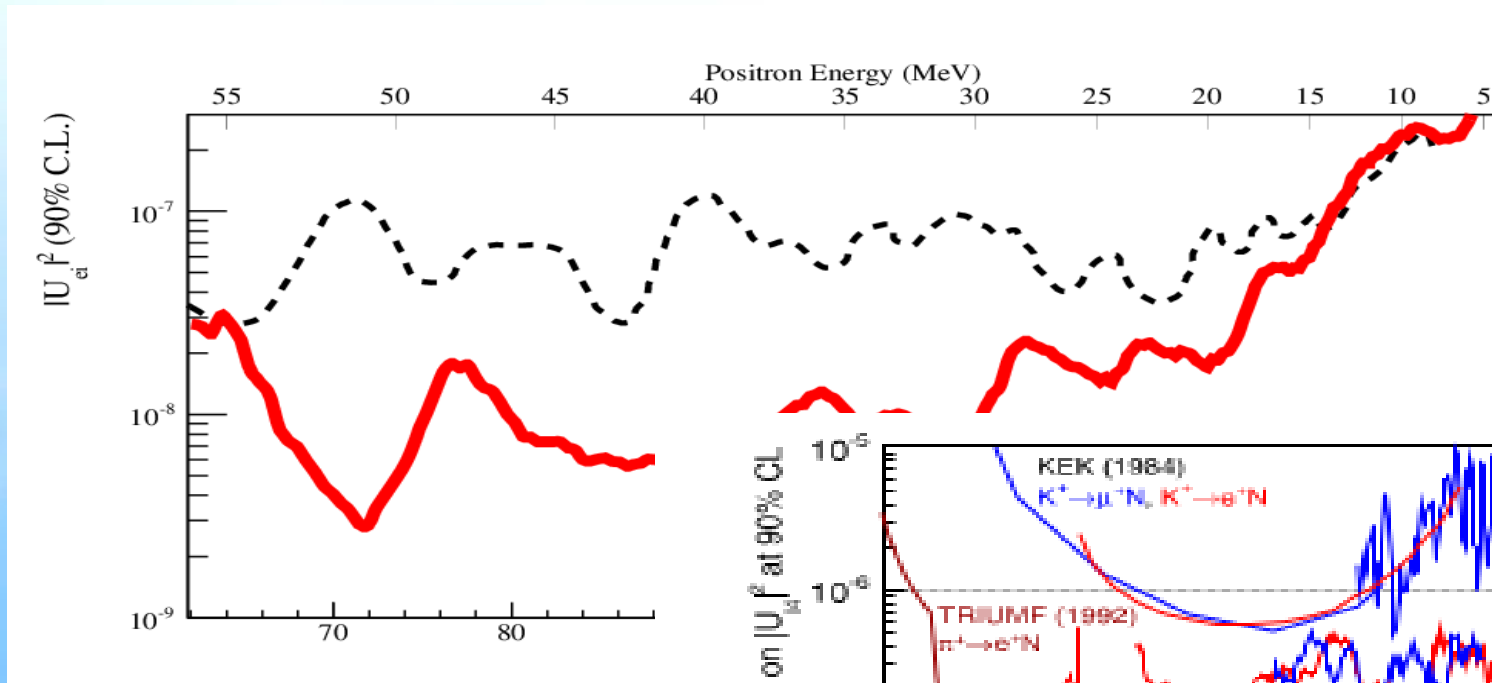 Positron Energy (MeV)
55 50 45 40 35 30 25 20 15 10 5
|U_ei|² (90% C.L.)
10⁻⁷
10⁻⁸
10⁻⁹
70 80
on |U| ² at 90% CL
10⁻⁵
10⁻⁶
KEK (1984)
K⁺→μ⁺N, K⁺→e⁺N
TRIUMF (1992)
π⁺→e⁺N